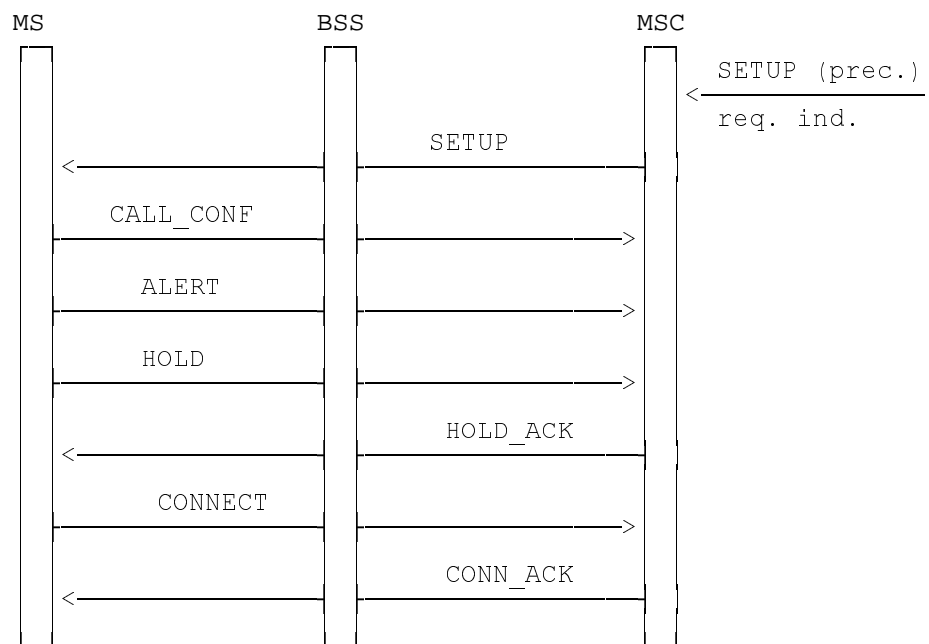 MS BSS MSC
SETUP (prec.)
req. ind.
SETUP
CALL_CONF
ALERT
HOLD
HOLD_ACK
CONNECT
CONN_ACK